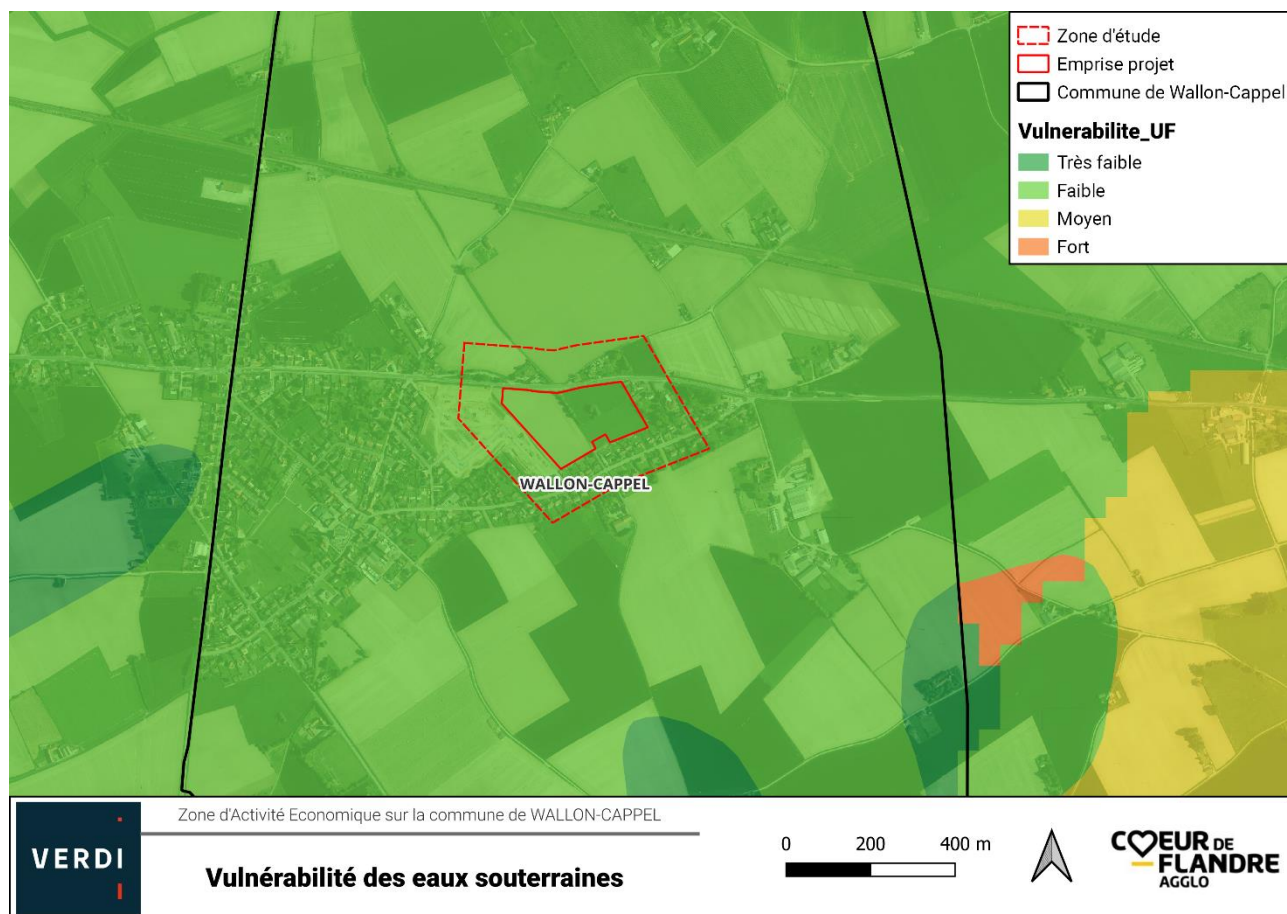 Zone d'étude
Emprise projet
Commune de Wallon-Cappel
Vulnerabilite_UF
Très faible
Faible
Moyen
Fort
WALLON-CAPPEL
VERDI
Zone d'Activité Economique sur la commune de WALLON-CAPPEL
Vulnérabilité des eaux souterraines
0 200 400 m
CŒUR DE
FLANDRE
AGGLO